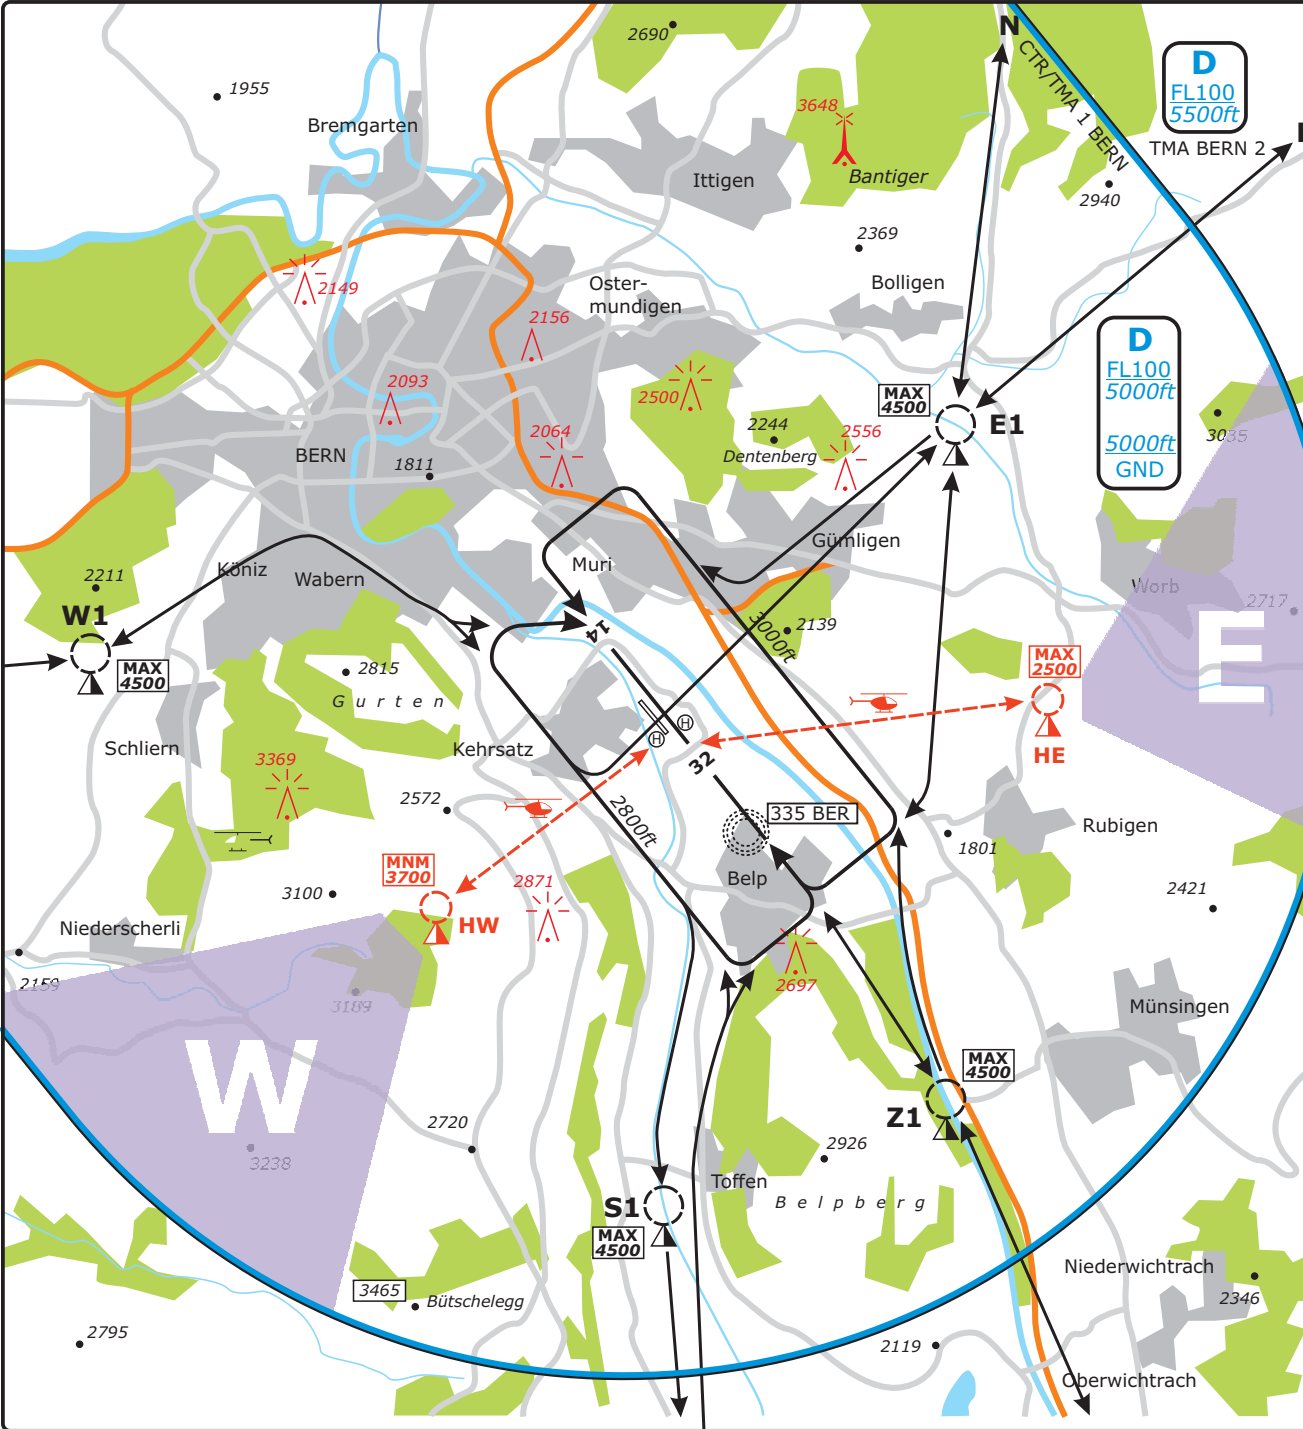 N
2690
D
FL100
5500ft
CTR/TMA 1 BERN
1955
3648
TMA BERN 2
Bremgarten
Ittigen
Bantiger
2940
2369
Oster-
mundigen
Bolligen
2149
2156
D
FL100
5000ft
5000ft
GND
2093
2500
MAX
4500
E1
2244
2556
2064
3035
BERN
1811
Dentenberg
Gümligen
Köniz
Wabern
Muri
2211
Worb
2717
W1
14
3000ft
2139
E
MAX
4500
2815
Gurten
MAX
2500
Schliern
Kehrsatz
H
H
HE
3369
32
2572
2800ft
335 BER
Rubigen
1801
MNM
3700
3100
2871
Belp
2421
HW
Niederscherli
2159
3189
2697
Münsingen
W
MAX
4500
Z1
2720
2926
3238
Toffen
Belpberg
S1
MAX
4500
Niederwichtrach
3465
Bütschelegg
2346
2795
2119
Oberwichtrach